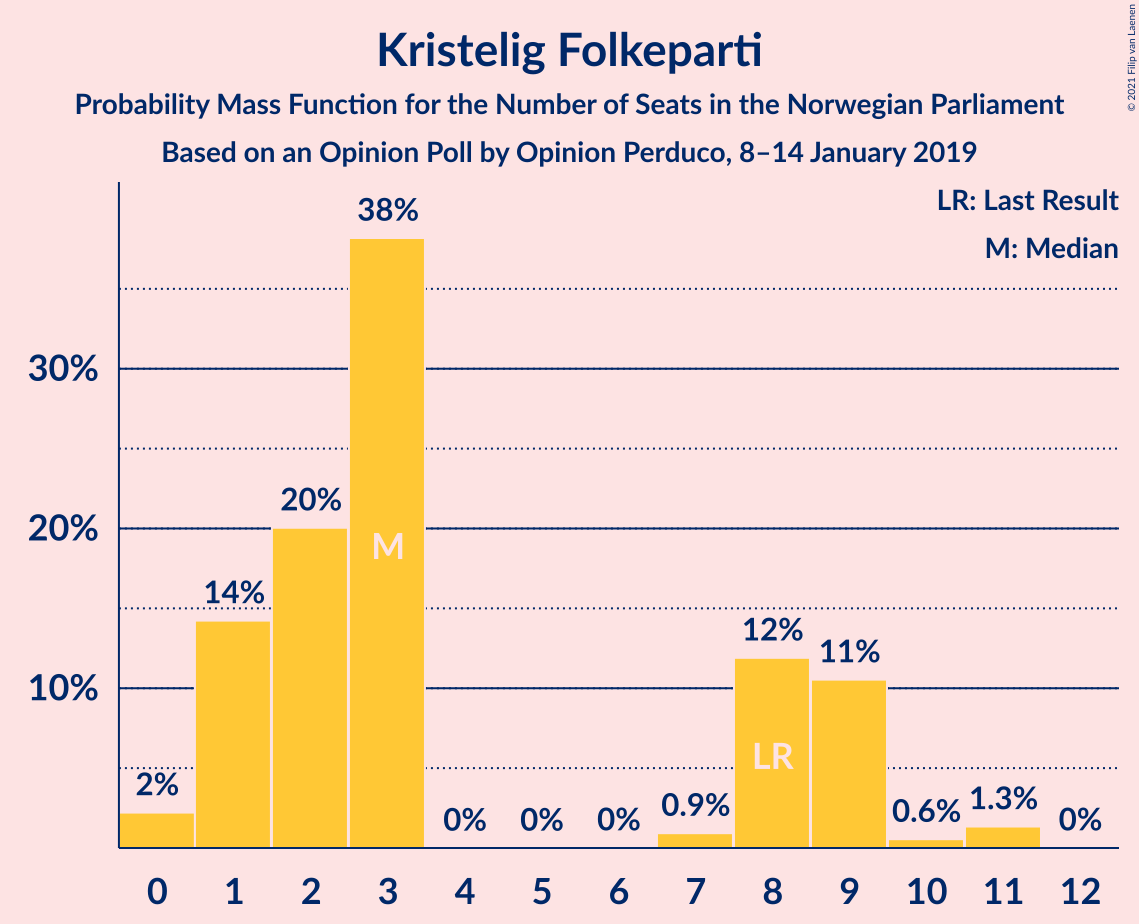 Kristelig Folkeparti
Probability Mass Function for the Number of Seats in the Norwegian Parliament
Based on an Opinion Poll by Opinion Perduco, 8–14 January 2019
© 2021 Filip van Laenen
LR: Last Result
M: Median
38%
30%
20%
20%
M
14%
12%
11%
10%
LR
2%
0%
0%
0%
0.9%
0.6%
1.3%
0%
0 1 2 3 4 5 6 7 8 9 10 11 12